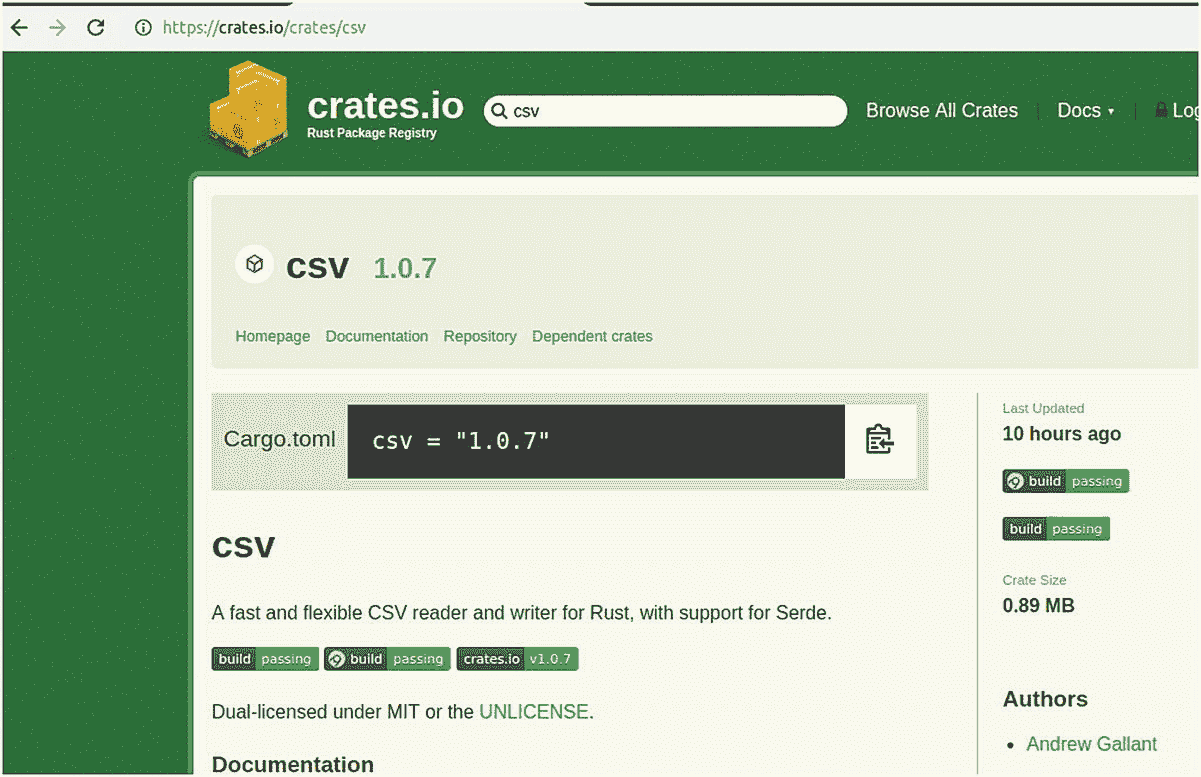 https://crates.io/crates/csv
crates.io
Rust Package Registry
csv
Browse All Crates
Docs ▾
Log
csv 1.0.7
Homepage Documentation Repository Dependent crates
Cargo.toml
csv = "1.0.7"
Last Updated
10 hours ago
build passing
build passing
Crate Size
0.89 MB
csv
A fast and flexible CSV reader and writer for Rust, with support for Serde.
build passing build passing crates.io v1.0.7
Dual-licensed under MIT or the UNLICENSE.
Documentation
Authors
• Andrew Gallant